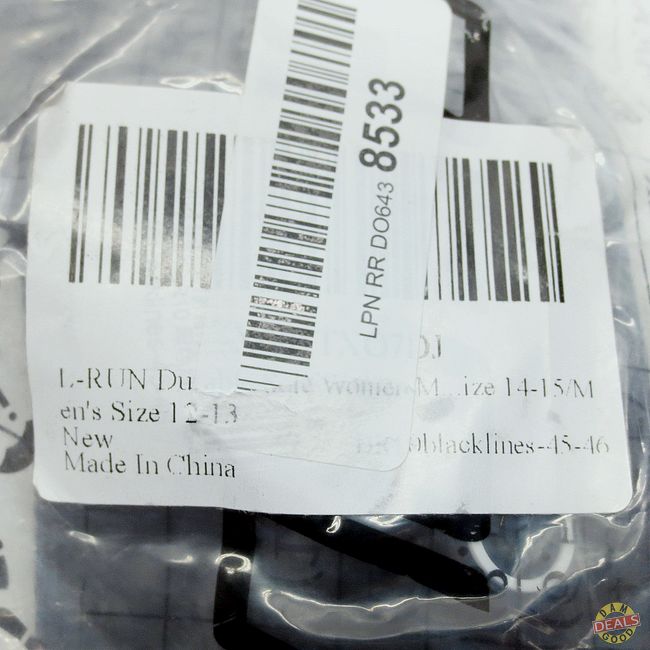 LPN RR DO643 8533
L-RUN Women M...ize 14-15/M
en's Size 12-13
New blacklines-45-46
Made In China
DAM
DEALS
GOOD